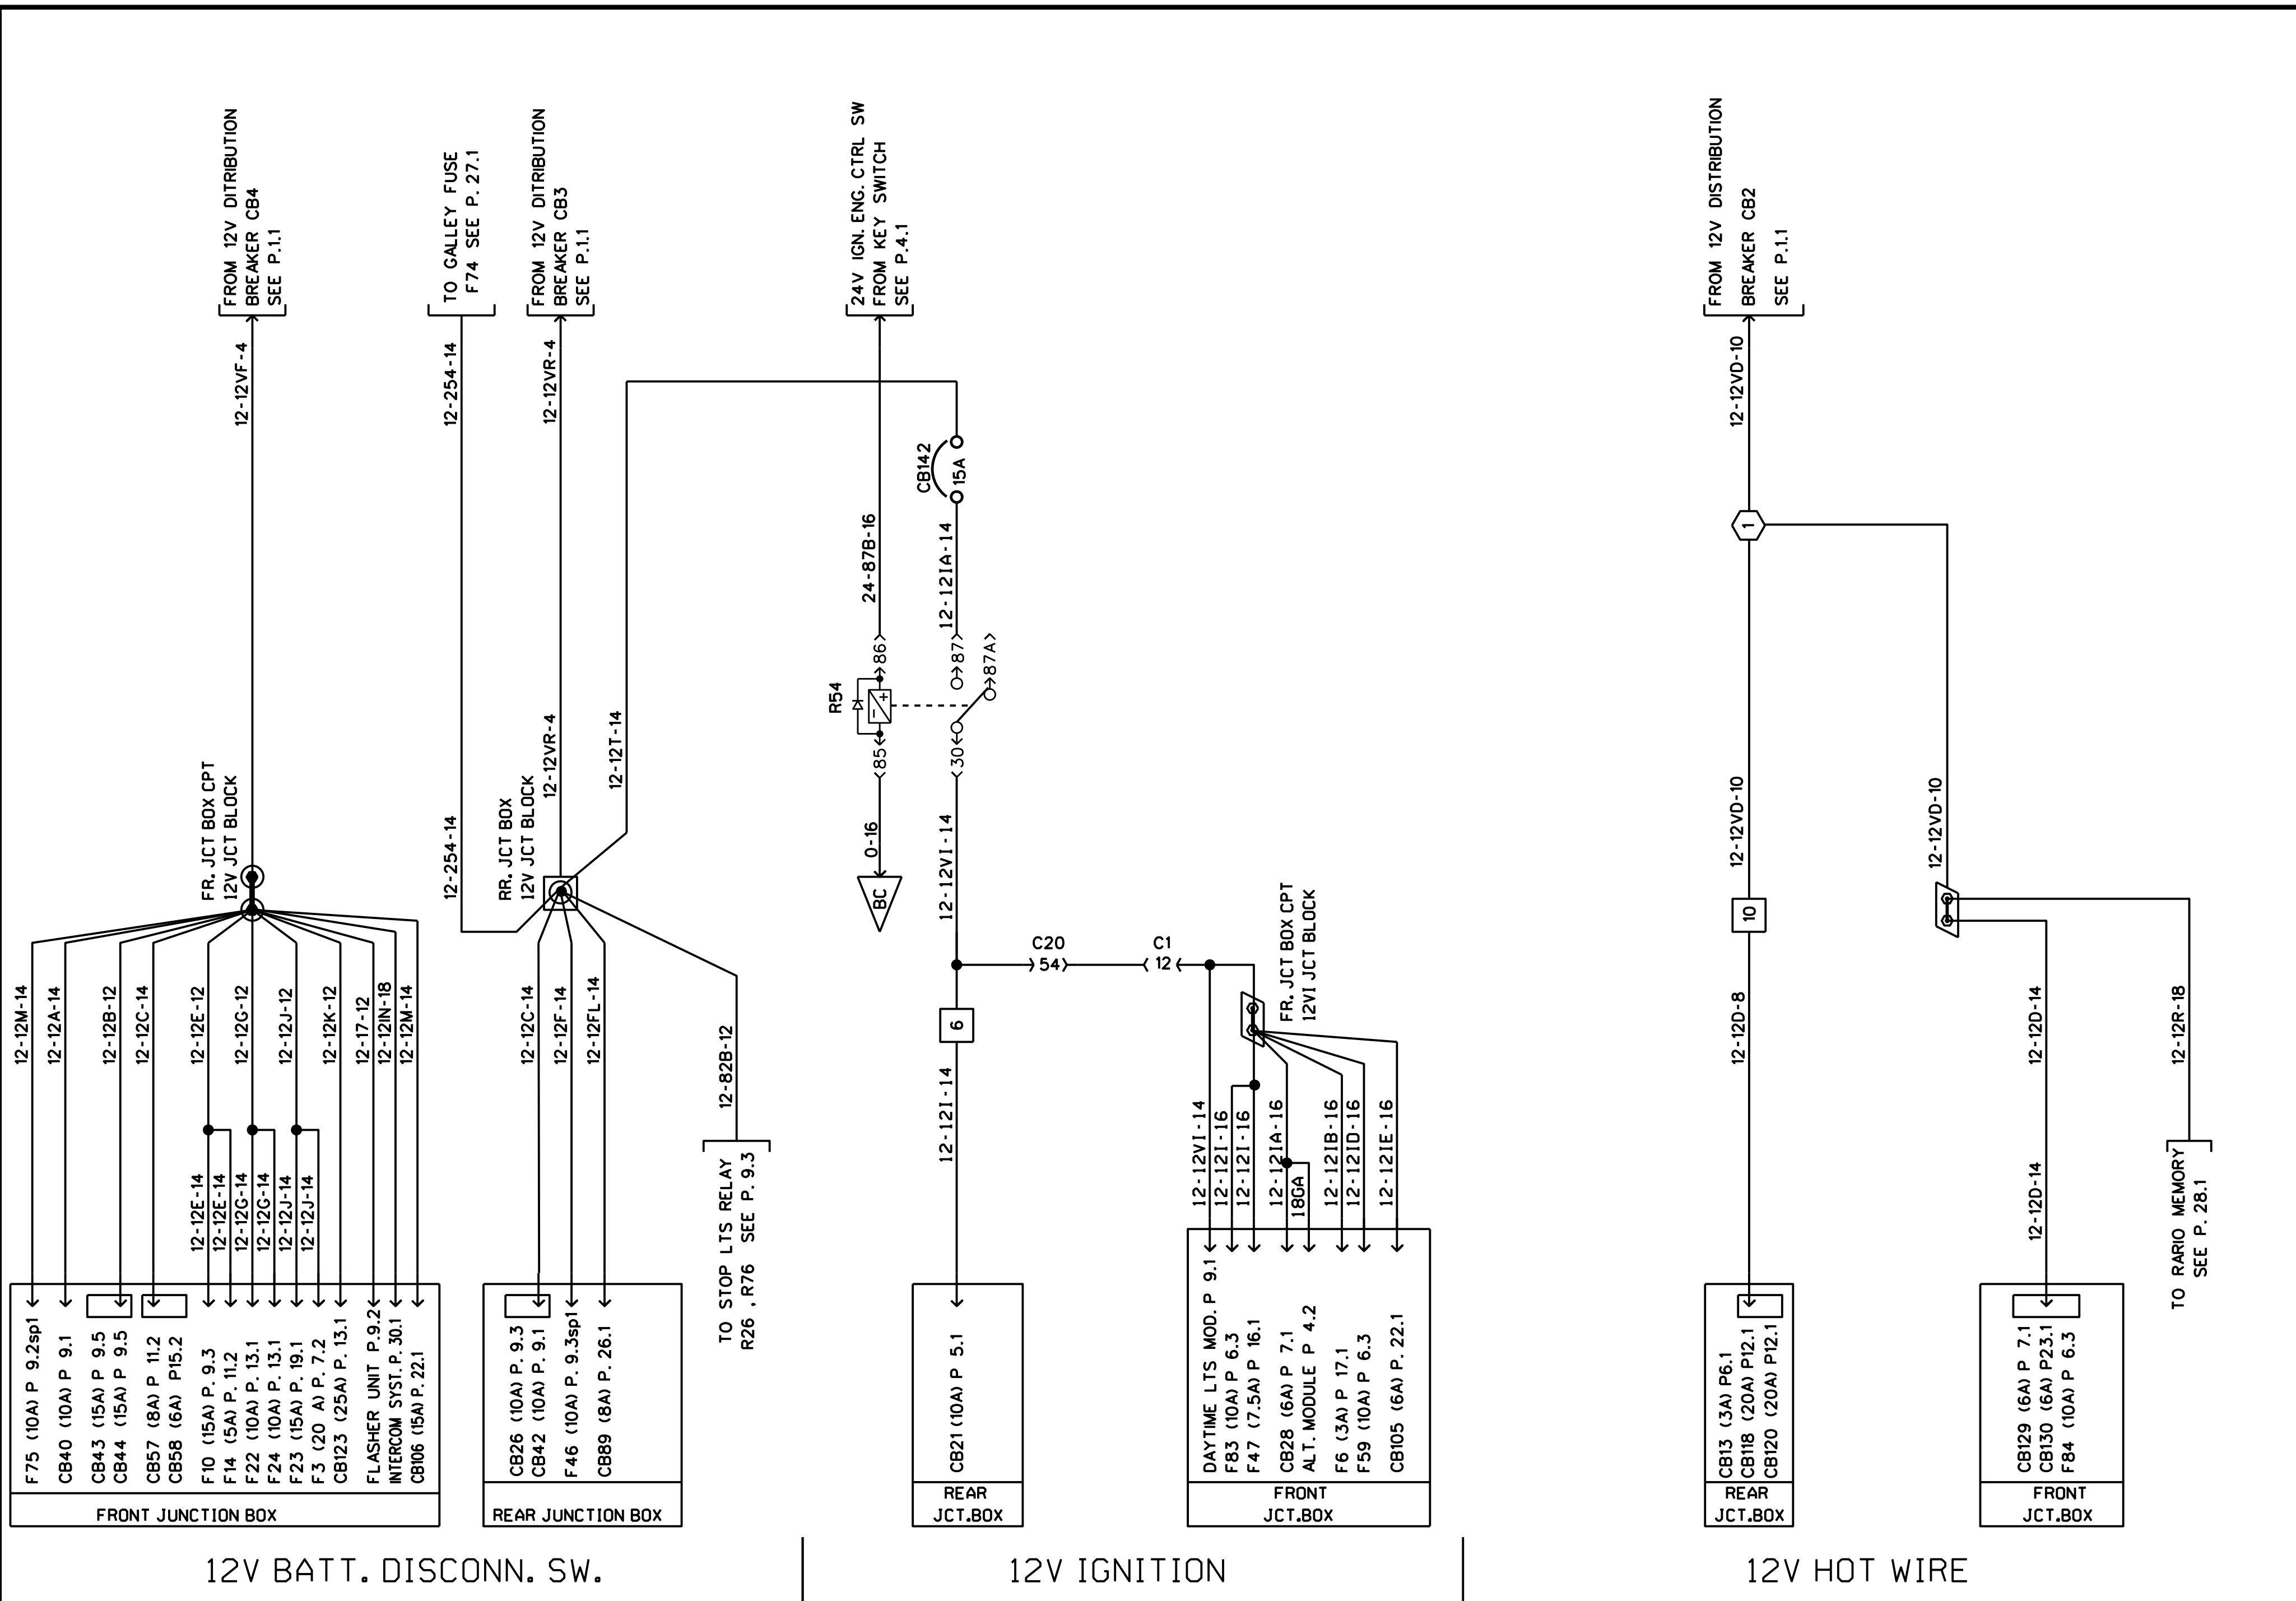 FROM 12V DITRIBUTION
BREAKER CB4
SEE P.1.1
TO GALLEY FUSE
F74 SEE P. 27.1
FROM 12V DITRIBUTION
BREAKER CB3
SEE P.1.1
24V IGN. ENG. CTRL SW
FROM KEY SWITCH
SEE P.4.1
FROM 12V DISTRIBUTION
BREAKER CB2
SEE P.1.1
12-12VF-4
12-254-14
12-12VR-4
12-12VD-10
CB142
15A
24-87B-16
12-12IA-14
1
R54
86
87
87A
+
-
85
30
12-12VR-4
12-12T-14
FR. JCT BOX CPT
12V JCT BLOCK
12-254-14
RR. JCT BOX
12V JCT BLOCK
0-16
BC
12-12VI-14
12-12VD-10
12-12VD-10
10
C20
54
C1
12
FR. JCT BOX CPT
12VI JCT BLOCK
6
12-12M-14
12-12A-14
12-12B-12
12-12C-14
12-12E-12
12-12G-12
12-12J-12
12-12K-12
12-17-12
12-12IN-18
12-12M-14
12-12C-14
12-12F-14
12-12FL-14
12-82B-12
12-12I-14
12-12D-8
12-12D-14
12-12R-18
12-12E-14
12-12E-14
12-12G-14
12-12G-14
12-12J-14
12-12J-14
12-12VI-14
12-12I-16
12-12I-16
12-12IA-16
18GA
12-12IB-16
12-12ID-16
12-12IE-16
12-12D-14
TO STOP LTS RELAY
R26 , R76 SEE P. 9.3
TO RARIO MEMORY
SEE P. 28.1
F75 (10A) P 9.2sp1
CB40 (10A) P 9.1
CB43 (15A) P 9.5
CB44 (15A) P 9.5
CB57 (8A) P 11.2
CB58 (6A) P15.2
F10 (15A) P. 9.3
F14 (5A) P. 11.2
F22 (10A) P. 13.1
F24 (10A) P. 13.1
F23 (15A) P. 19.1
F3 (20 A) P. 7.2
CB123 (25A) P. 13.1
FLASHER UNIT P.9.2
INTERCOM SYST. P. 30.1
CB106 (15A) P. 22.1
FRONT JUNCTION BOX
CB26 (10A) P. 9.3
CB42 (10A) P. 9.1
F46 (10A) P. 9.3sp1
CB89 (8A) P. 26.1
REAR JUNCTION BOX
CB21 (10A) P 5.1
REAR
JCT.BOX
DAYTIME LTS MOD. P 9.1
F83 (10A) P 6.3
F47 (7.5A) P 16.1
CB28 (6A) P 7.1
ALT. MODULE P 4.2
F6 (3A) P 17.1
F59 (10A) P 6.3
CB105 (6A) P. 22.1
FRONT
JCT.BOX
CB13 (3A) P6.1
CB118 (20A) P12.1
CB120 (20A) P12.1
REAR
JCT.BOX
CB129 (6A) P 7.1
CB130 (6A) P23.1
F84 (10A) P 6.3
FRONT
JCT.BOX
12V BATT. DISCONN. SW.
12V IGNITION
12V HOT WIRE